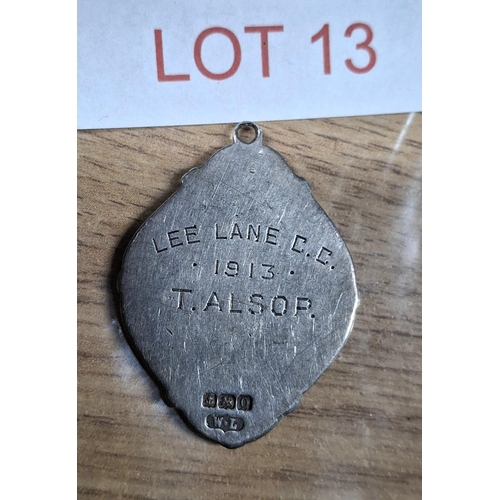 LOT 13
LEE LANE C.C.
· 1913 ·
T. ALSOP.
W.L